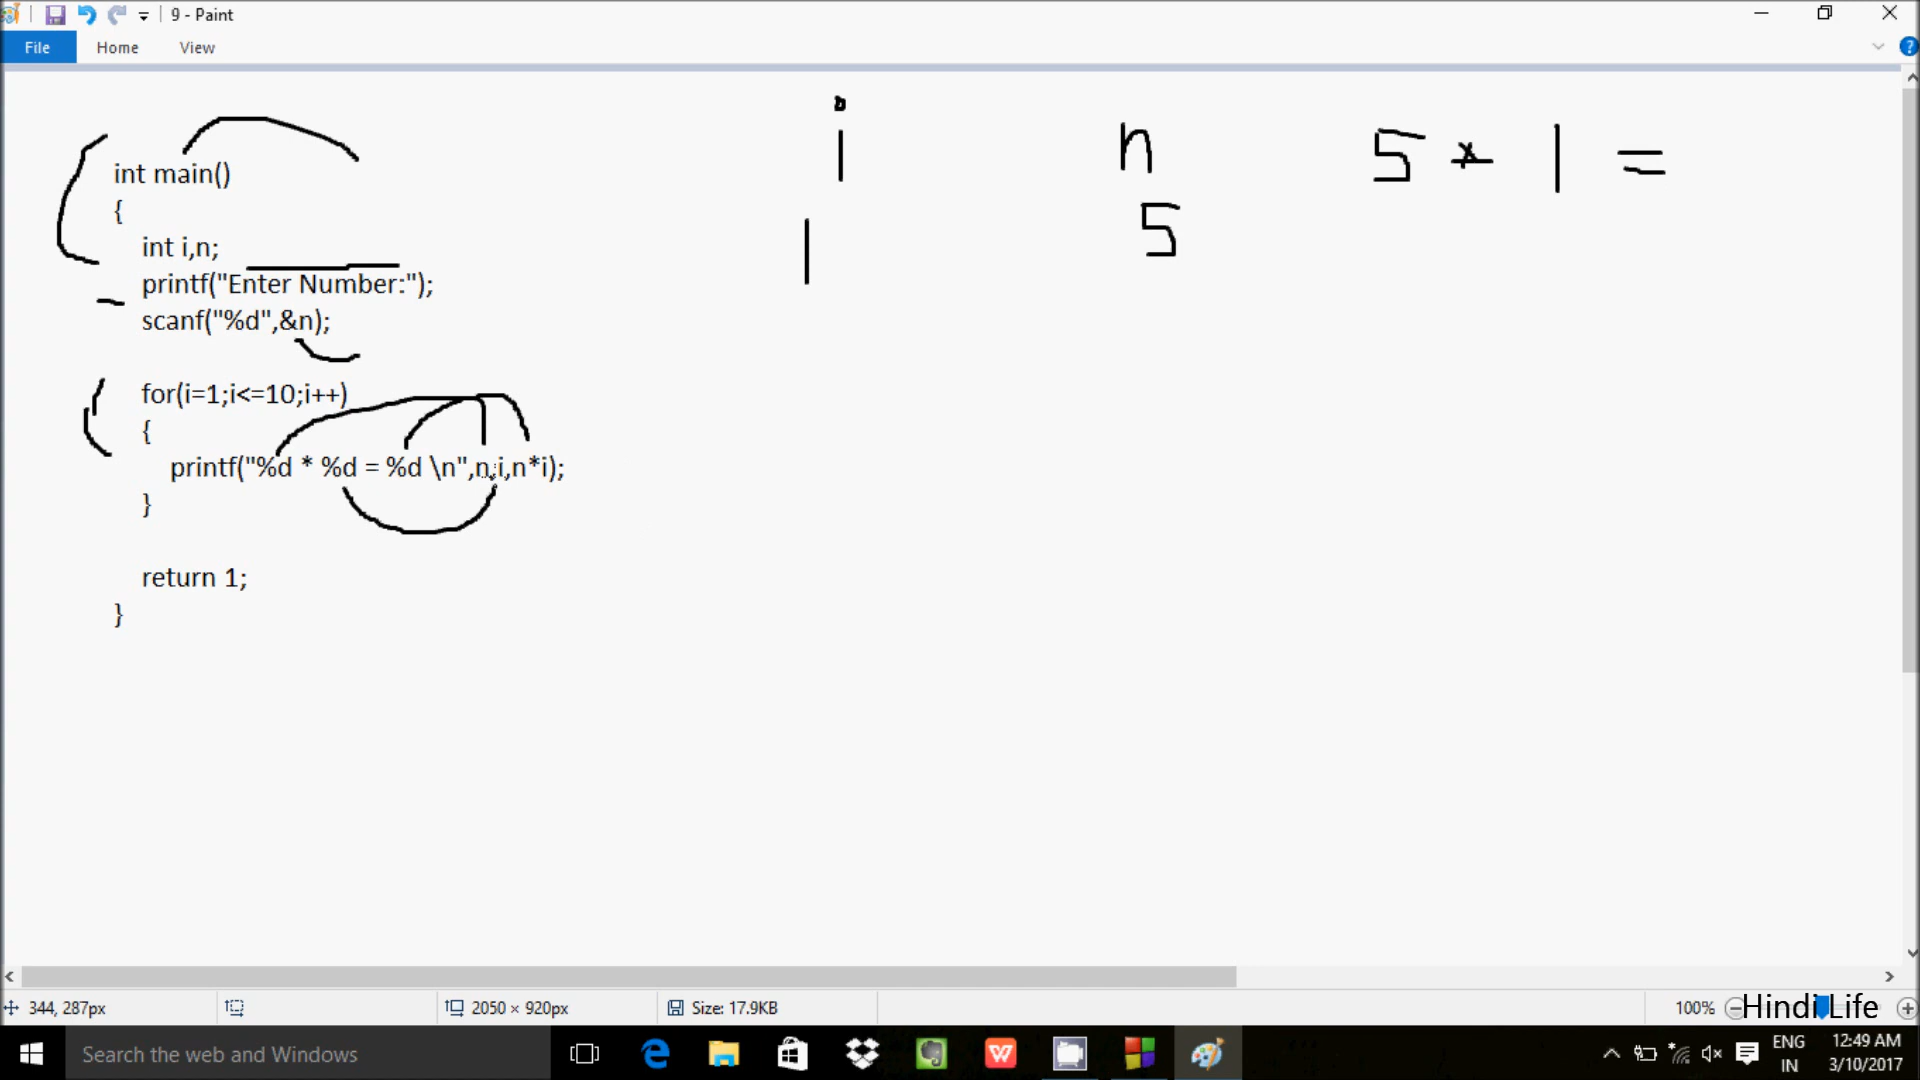 9 - Paint
File Home View
i n 5 * 1 =
1 5
int main()
{
int i,n;
printf("Enter Number:");
scanf("%d",&n);
for(i=1;i<=10;i++)
{
printf("%d * %d = %d \n",n,i,n*i);
}
return 1;
}
344, 287px 2050 × 920px Size: 17.9KB 100%
Hindi Life
Search the web and Windows
ENG 12:49 AM
IN 3/10/2017